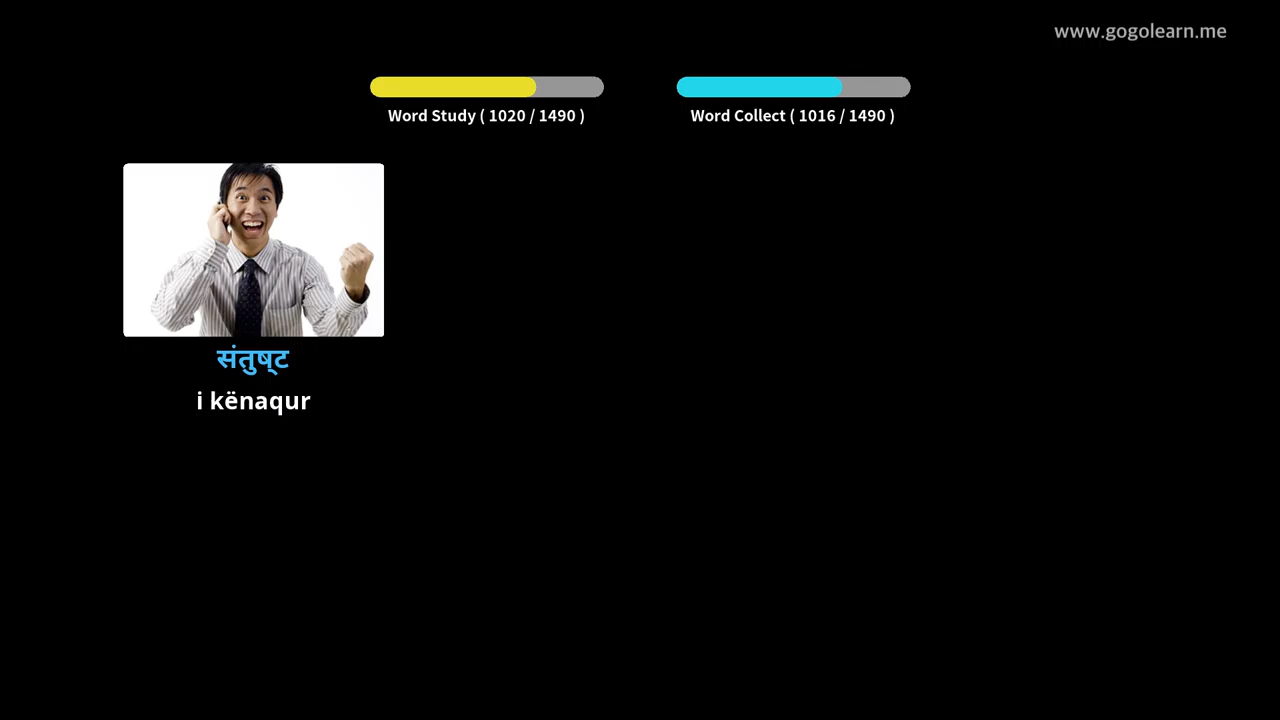 www.gogolearn.me
Word Study ( 1020 / 1490 )
Word Collect ( 1016 / 1490 )
संतुष्ट
i kënaqur